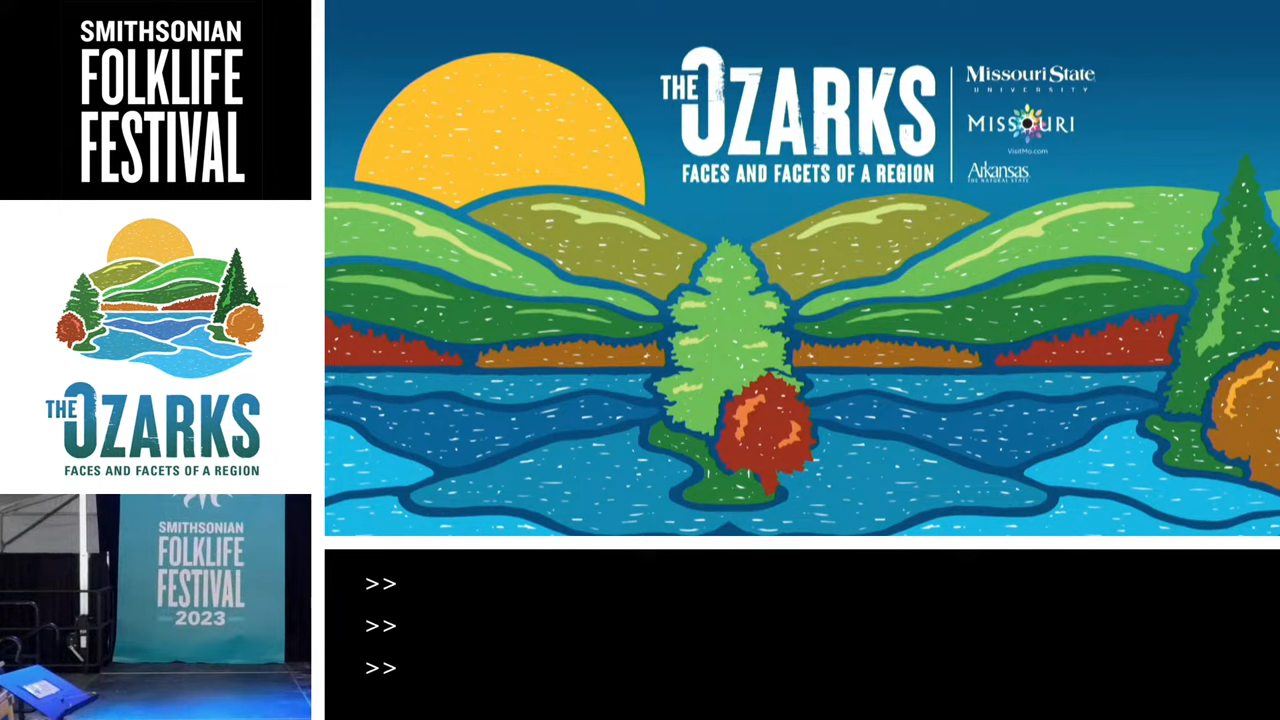 SMITHSONIAN
FOLKLIFE
FESTIVAL
THE OZARKS
FACES AND FACETS OF A REGION
SMITHSONIAN
FOLKLIFE
FESTIVAL
2023
THE OZARKS
FACES AND FACETS OF A REGION
Missouri State
UNIVERSITY
MISSOURI
VisitMo.com
Arkansas
THE NATURAL STATE
>>
>>
>>